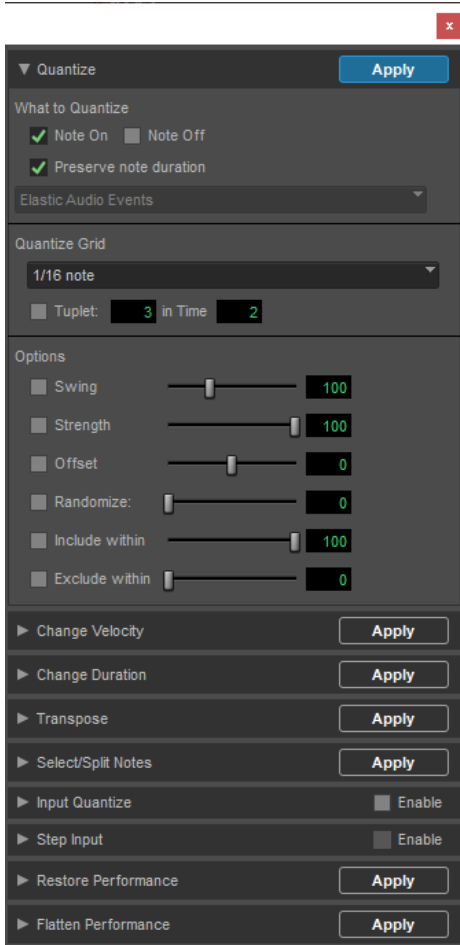 x
Quantize Apply
What to Quantize
Note On Note Off
Preserve note duration
Elastic Audio Events
Quantize Grid
1/16 note
Tuplet: 3 in Time 2
Options
Swing 100
Strength 100
Offset 0
Randomize: 0
Include within 100
Exclude within 0
Change Velocity Apply
Change Duration Apply
Transpose Apply
Select/Split Notes Apply
Input Quantize Enable
Step Input Enable
Restore Performance Apply
Flatten Performance Apply